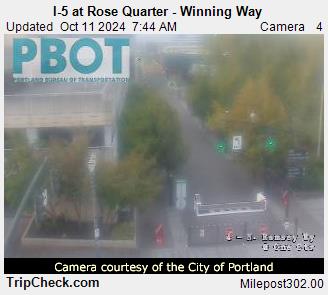 I-5 at Rose Quarter - Winning Way
Updated Oct 11 2024 7:44 AM Camera 4
PBOT
PORTLAND BUREAU OF TRANSPORTATION
Camera courtesy of the City of Portland
TripCheck.com Milepost302.00